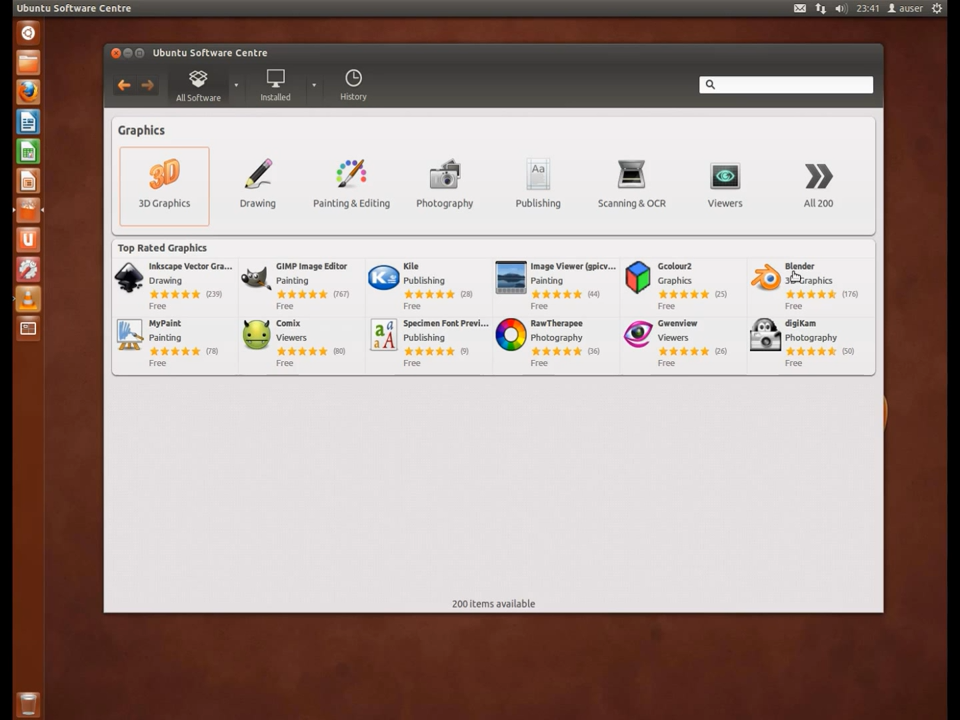 Ubuntu Software Centre
23:41 auser
Ubuntu Software Centre
All Software Installed History
Graphics
3D Graphics Drawing Painting & Editing Photography Publishing Scanning & OCR Viewers All 200
Aa
Top Rated Graphics
Inkscape Vector Gra... GIMP Image Editor Kile Image Viewer (gpicv... Gcolour2 Blender
Drawing Painting Publishing Painting Graphics 3D Graphics
(239) (767) (28) (44) (25) (176)
Free Free Free Free Free Free
MyPaint Comix Specimen Font Previ... RawTherapee Gwenview digiKam
Painting Viewers Publishing Photography Viewers Photography
(78) (80) (9) (36) (26) (50)
Free Free Free Free Free Free
200 items available